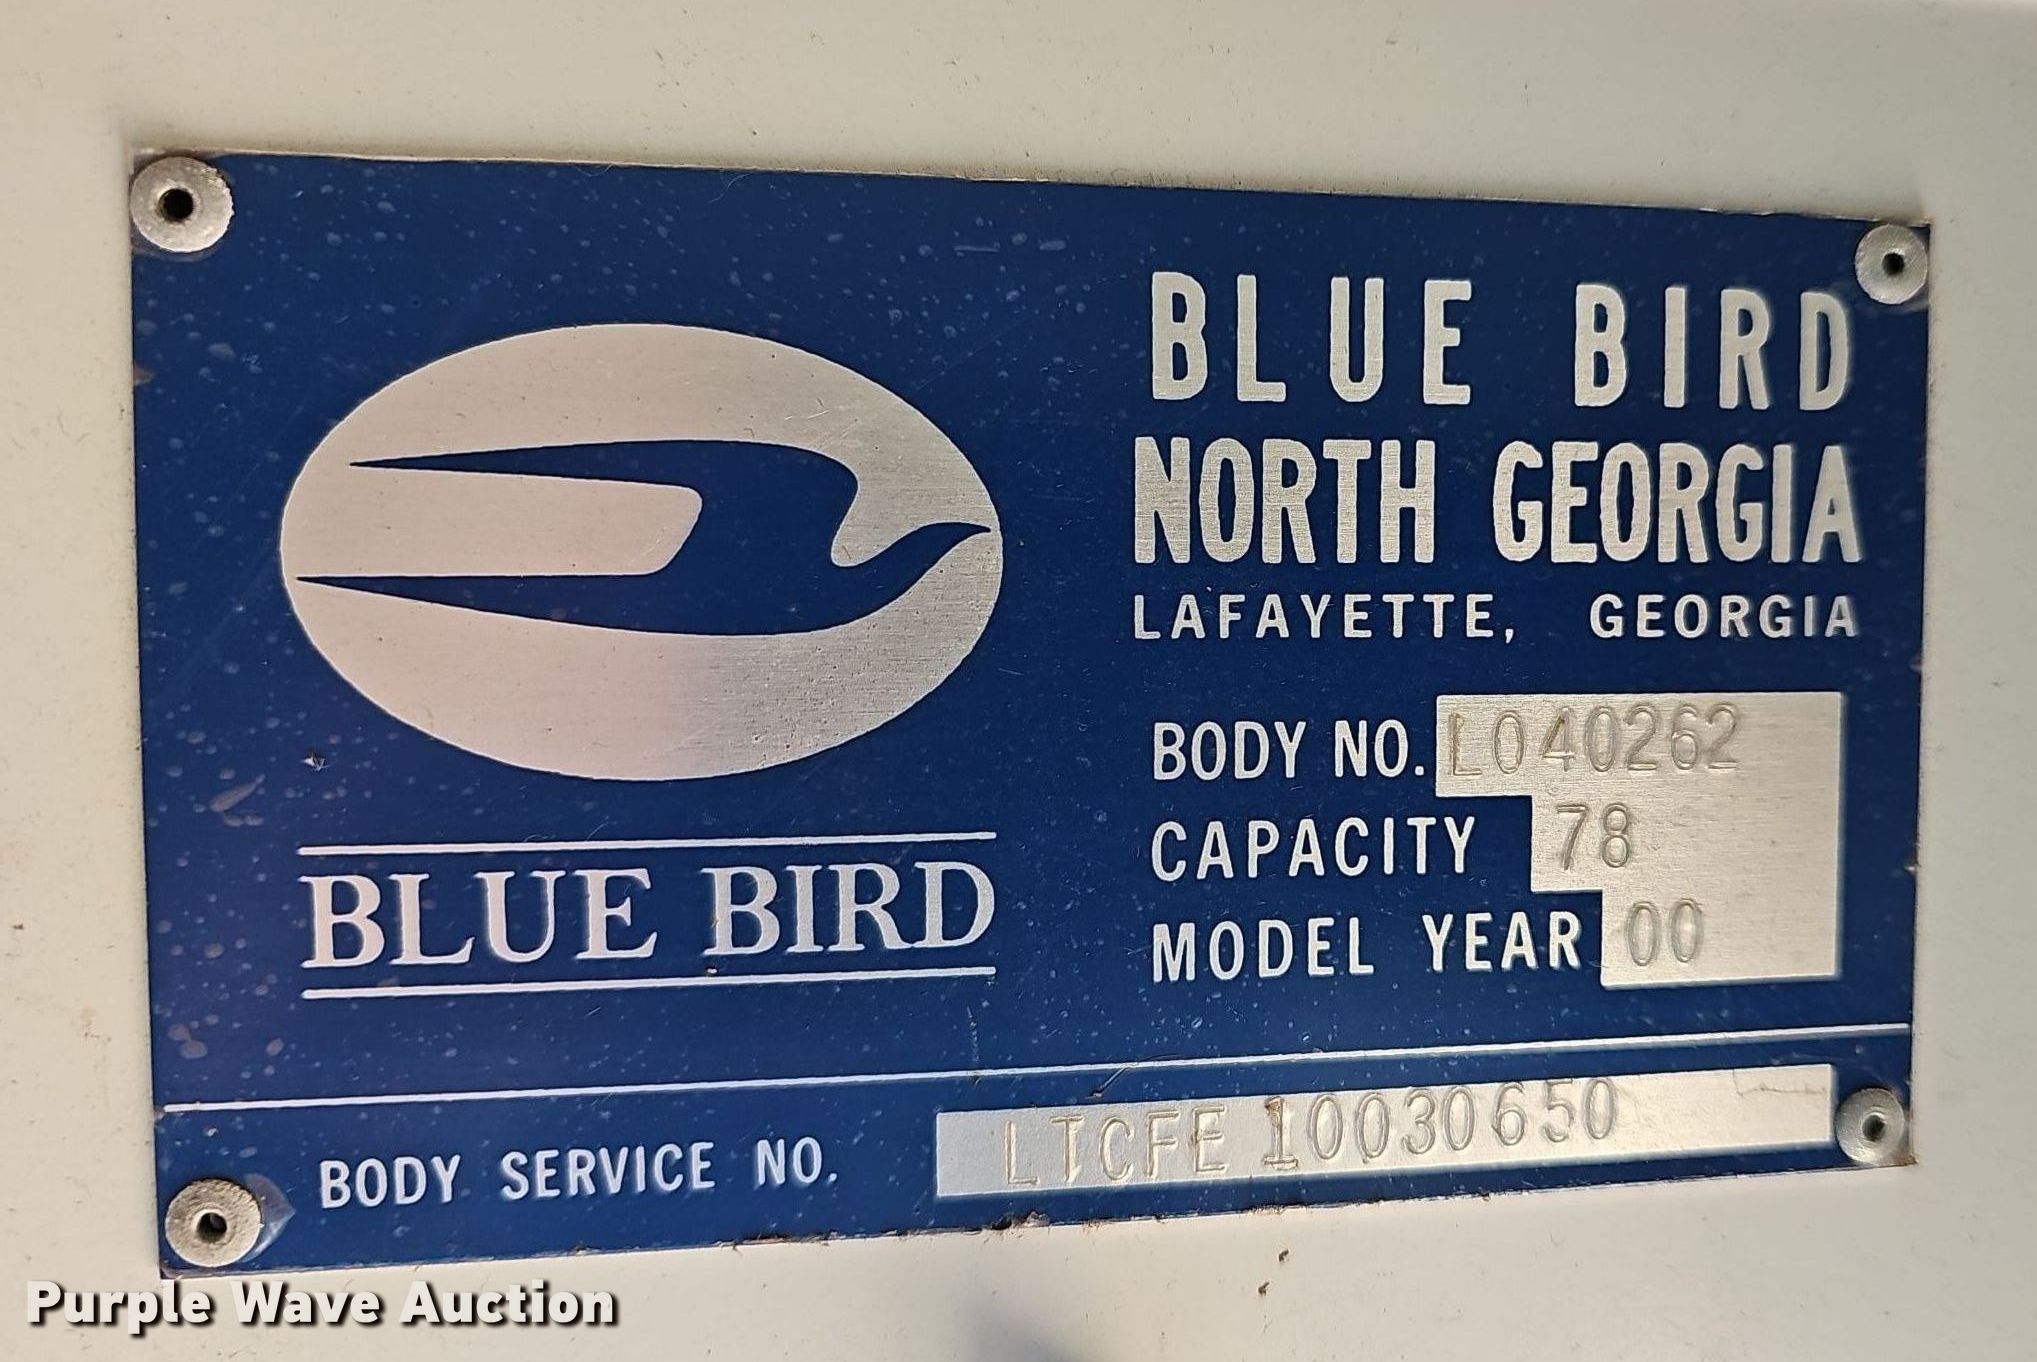 BLUE BIRD
NORTH GEORGIA
LAFAYETTE, GEORGIA
BODY NO. L040262
CAPACITY 78
MODEL YEAR 00
BLUE BIRD
BODY SERVICE NO. LTCFE 10030650
Purple Wave Auction